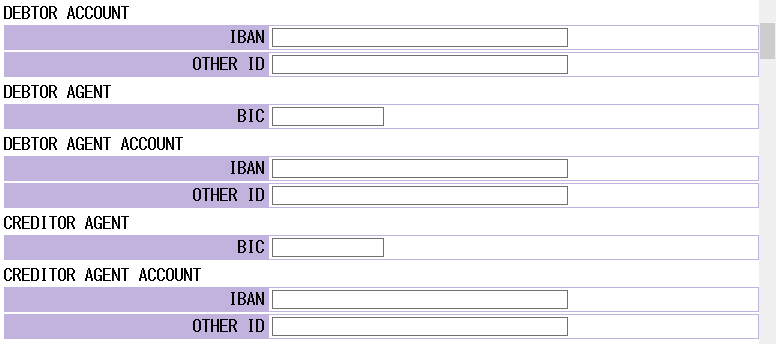 DEBTOR ACCOUNT
IBAN
OTHER ID
DEBTOR AGENT
BIC
DEBTOR AGENT ACCOUNT
IBAN
OTHER ID
CREDITOR AGENT
BIC
CREDITOR AGENT ACCOUNT
IBAN
OTHER ID